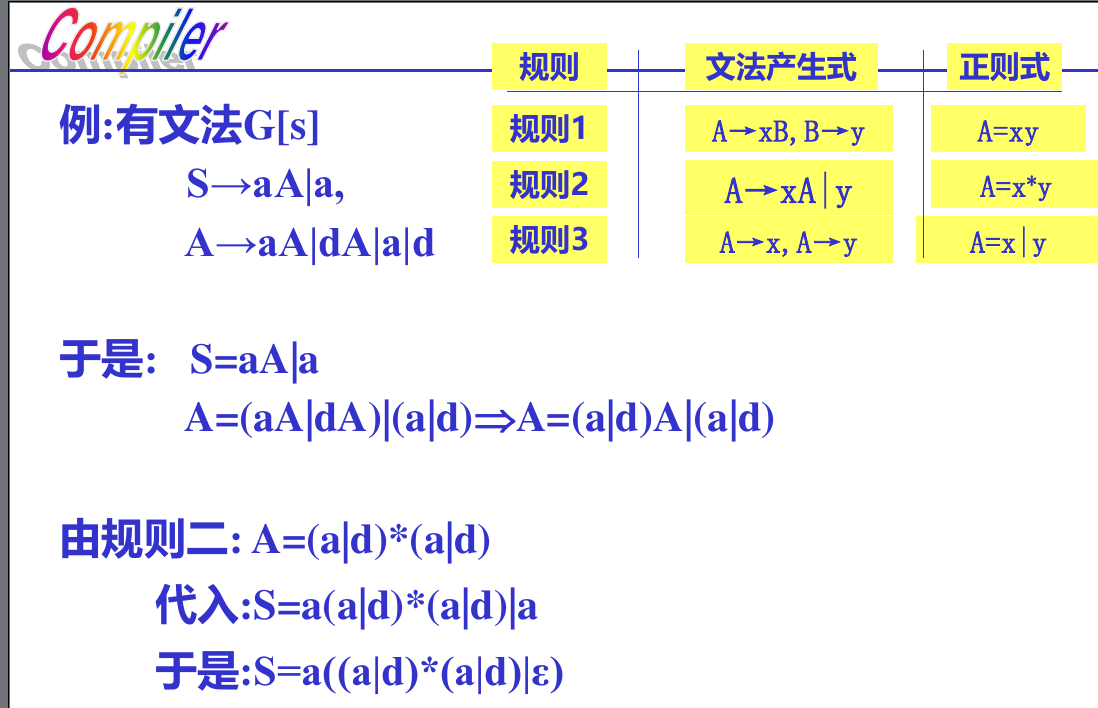 Compiler
规则 文法产生式 正则式
例:有文法G[s]
规则1 A→xB,B→y A=xy
S→aA|a,
规则2 A→xA|y A=x*y
A→aA|dA|a|d
规则3 A→x,A→y A=x|y
于是: S=aA|a
A=(aA|dA)|(a|d)⇒A=(a|d)A|(a|d)
由规则二: A=(a|d)*(a|d)
代入:S=a(a|d)*(a|d)|a
于是:S=a((a|d)*(a|d)|ε)